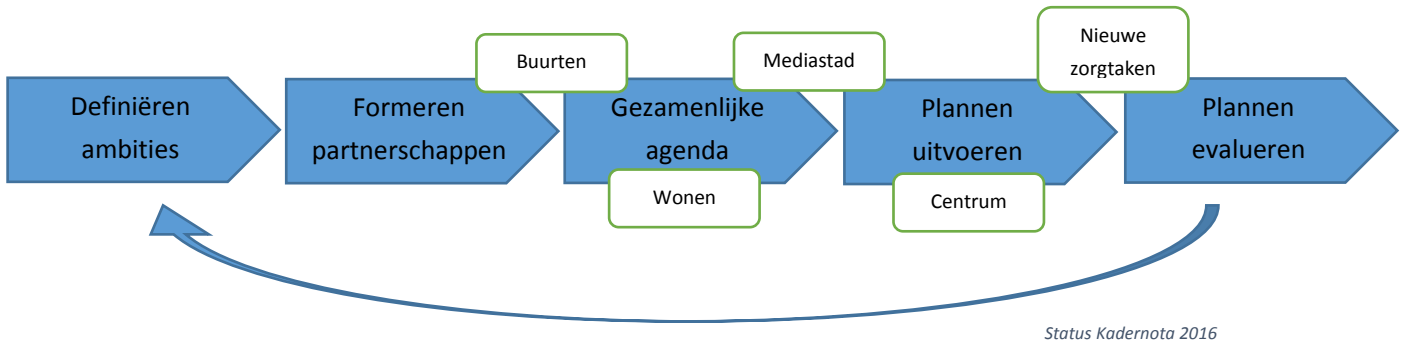 Definiëren
ambities
Formeren
partnerschappen
Buurten
Gezamenlijke
agenda
Wonen
Mediastad
Plannen
uitvoeren
Centrum
Nieuwe
zorgtaken
Plannen
evalueren
Status Kadernota 2016